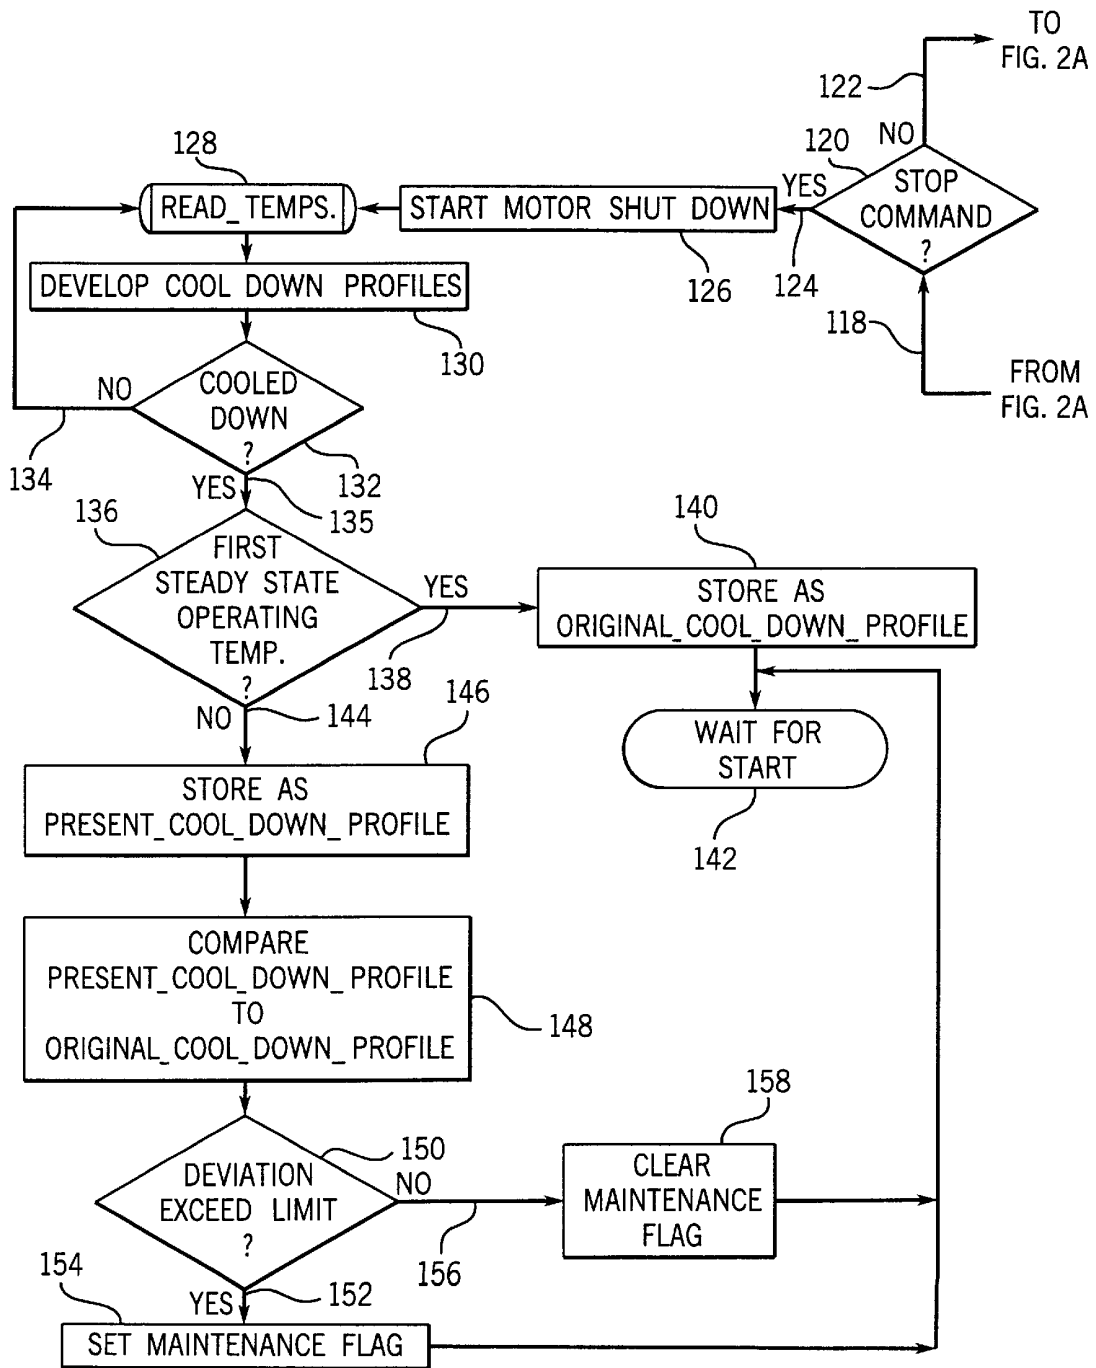 TO
FIG. 2A
122
NO
120
STOP
COMMAND
?
YES
124
118
FROM
FIG. 2A
START MOTOR SHUT DOWN
126
128
READ_TEMPS.
DEVELOP COOL DOWN PROFILES
130
COOLED
DOWN
?
NO
134
132
YES
135
136
FIRST
STEADY STATE
OPERATING
TEMP.
?
YES
138
140
STORE AS
ORIGINAL_COOL_DOWN_PROFILE
WAIT FOR
START
142
NO
144
146
STORE AS
PRESENT_COOL_DOWN_PROFILE
COMPARE
PRESENT_COOL_DOWN_PROFILE
TO
ORIGINAL_COOL_DOWN_PROFILE
148
150
DEVIATION
EXCEED LIMIT
?
NO
156
158
CLEAR
MAINTENANCE
FLAG
154
YES
152
SET MAINTENANCE FLAG